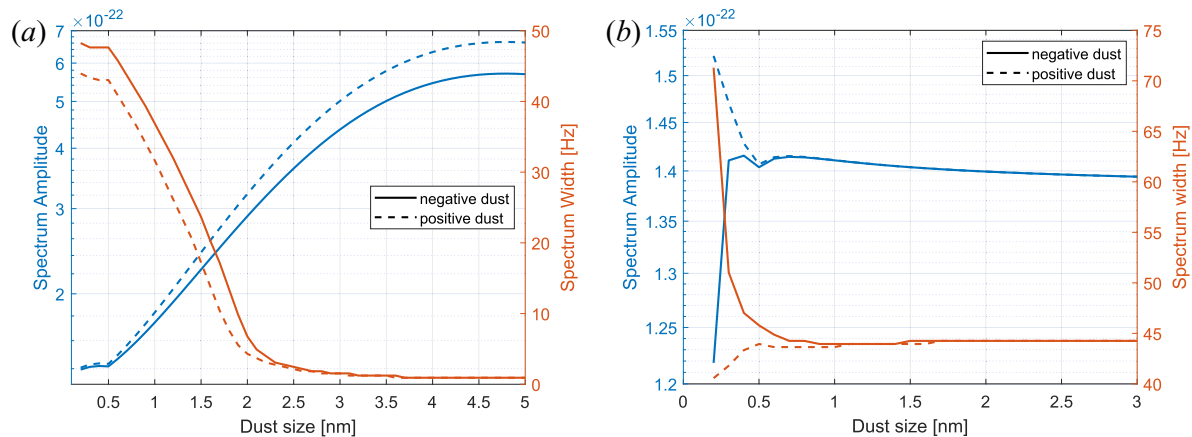 (a)
×10⁻²²
7
6
5
4
3
2
Spectrum Amplitude
50
40
30
20
10
0
Spectrum Width [Hz]
negative dust
positive dust
0.5 1 1.5 2 2.5 3 3.5 4 4.5 5
Dust size [nm]
(b)
×10⁻²²
1.55
1.5
1.45
1.4
1.35
1.3
1.25
1.2
Spectrum Amplitude
75
70
65
60
55
50
45
40
Spectrum width [Hz]
negative dust
positive dust
0 0.5 1 1.5 2 2.5 3
Dust size [nm]